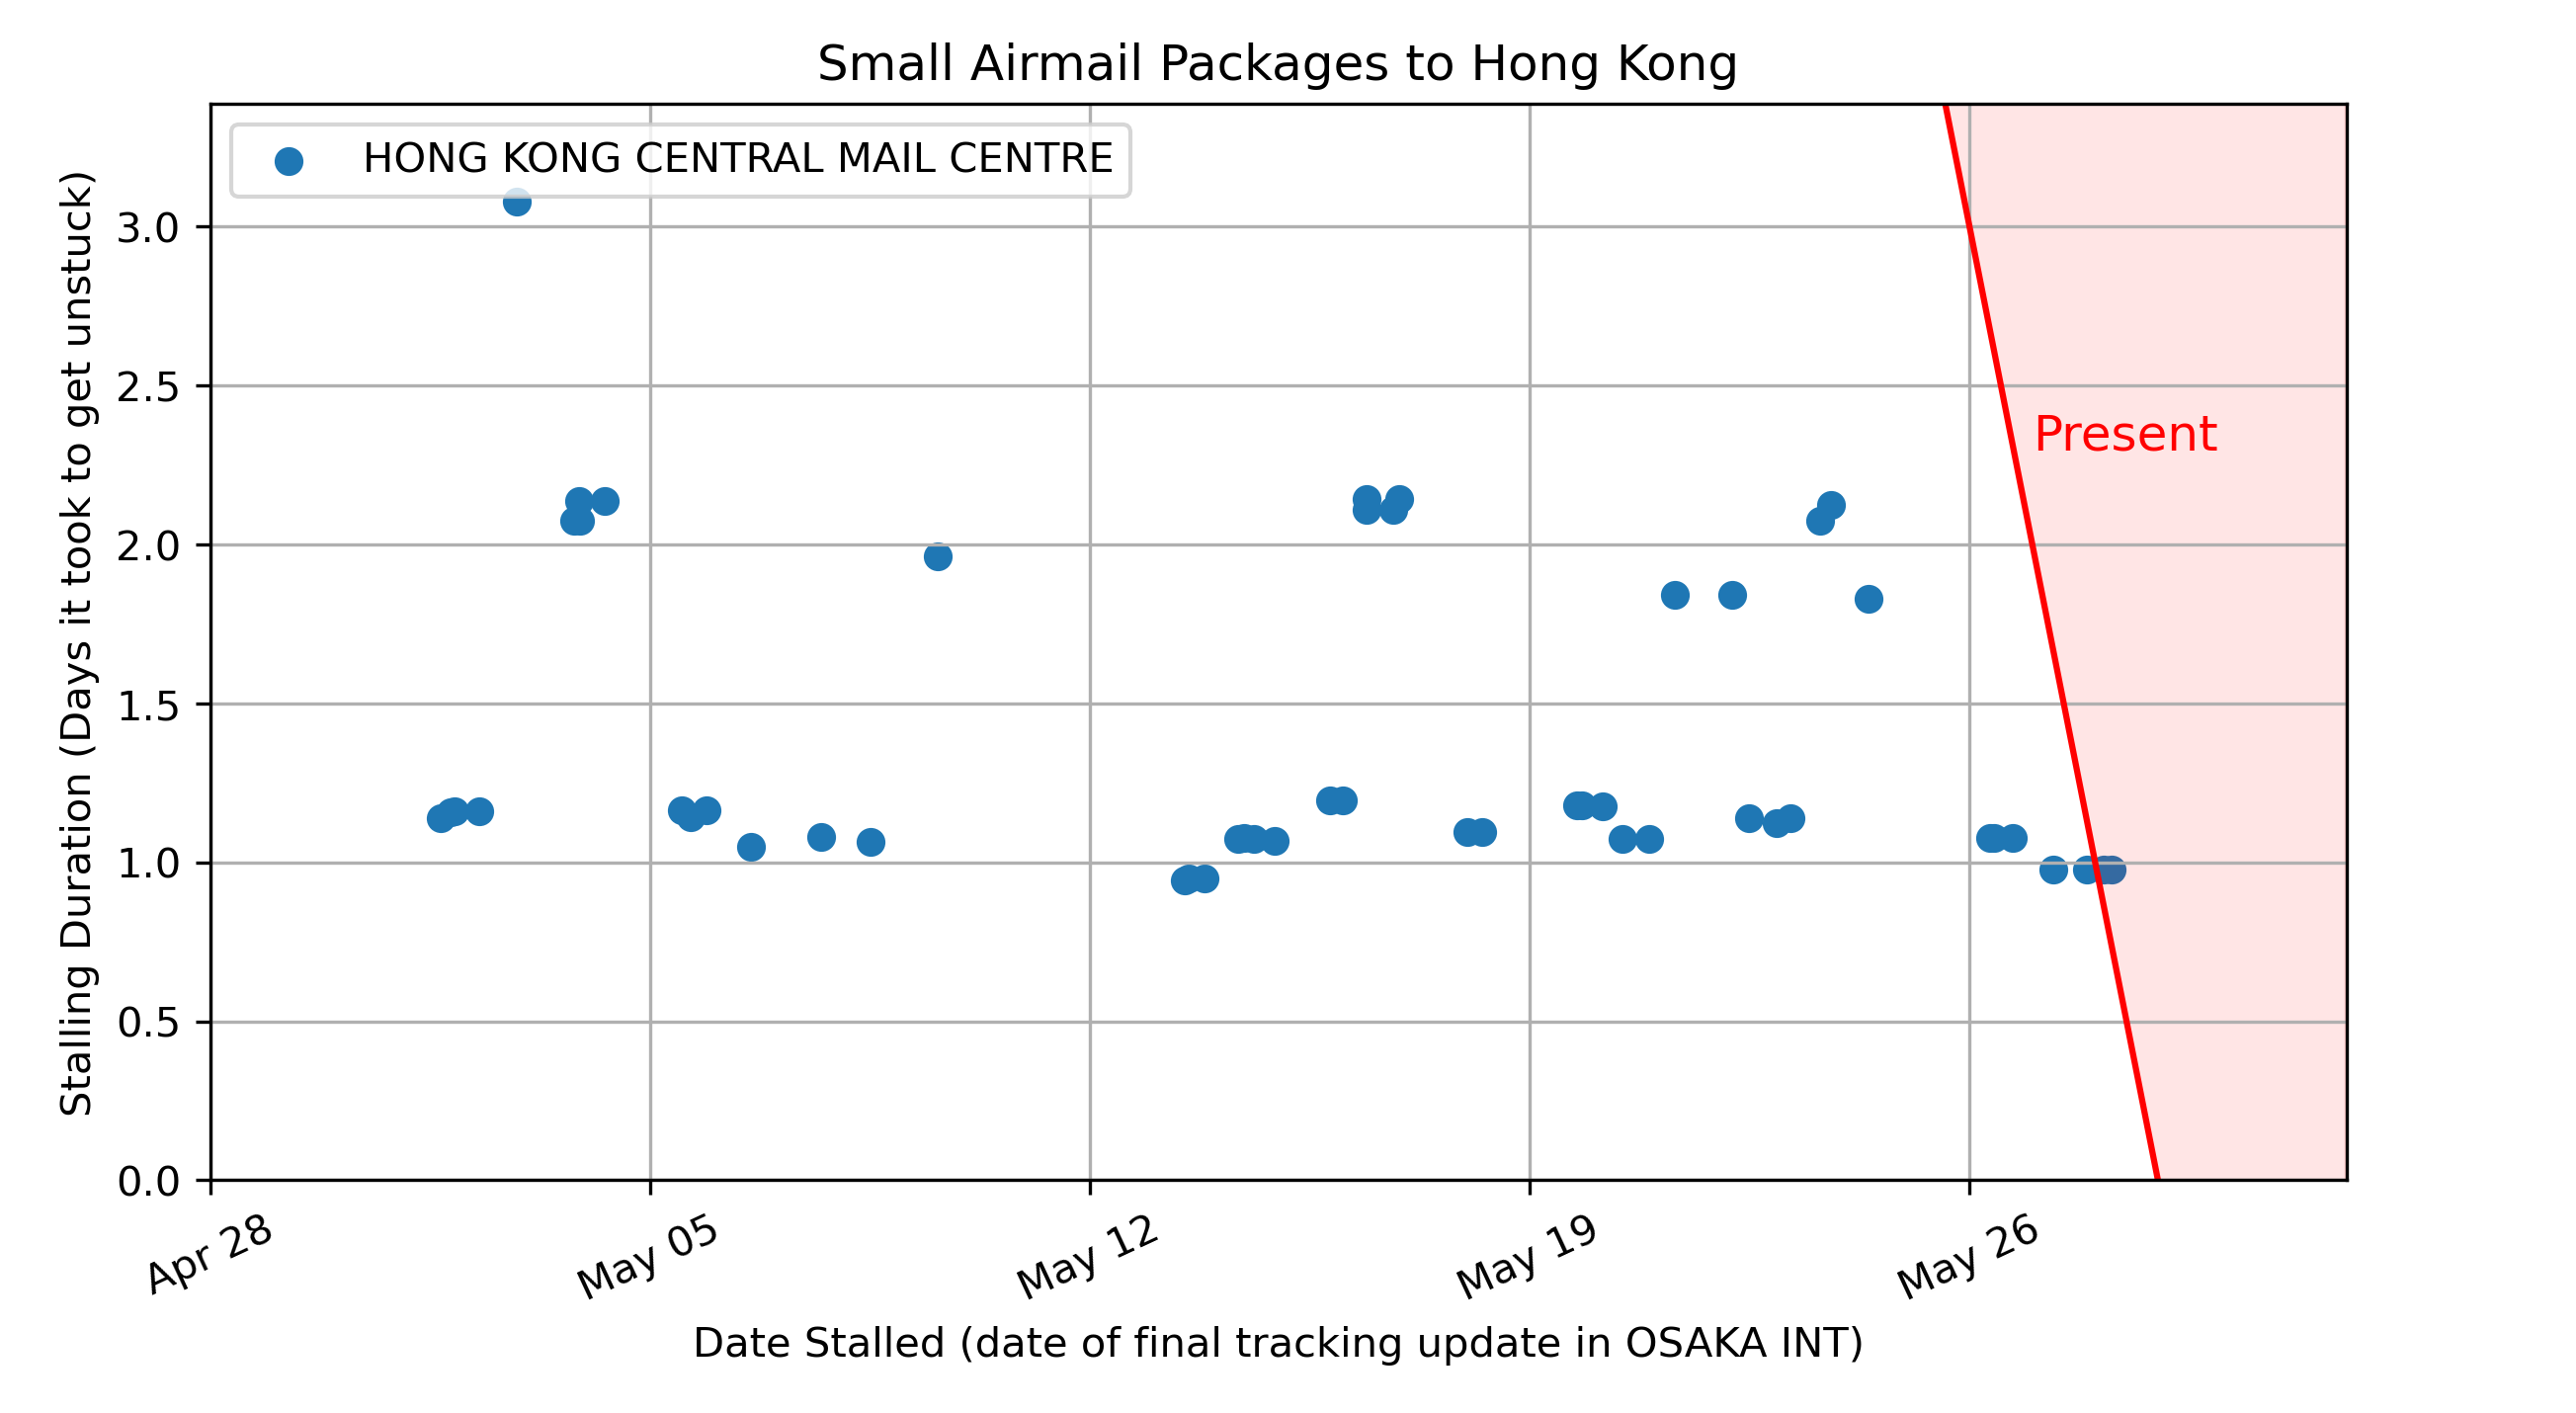 Small Airmail Packages to Hong Kong
HONG KONG CENTRAL MAIL CENTRE
Stalling Duration (Days it took to get unstuck)
3.0
2.5
2.0
1.5
1.0
0.5
0.0
Present
Apr 28
May 05
May 12
May 19
May 26
Date Stalled (date of final tracking update in OSAKA INT)